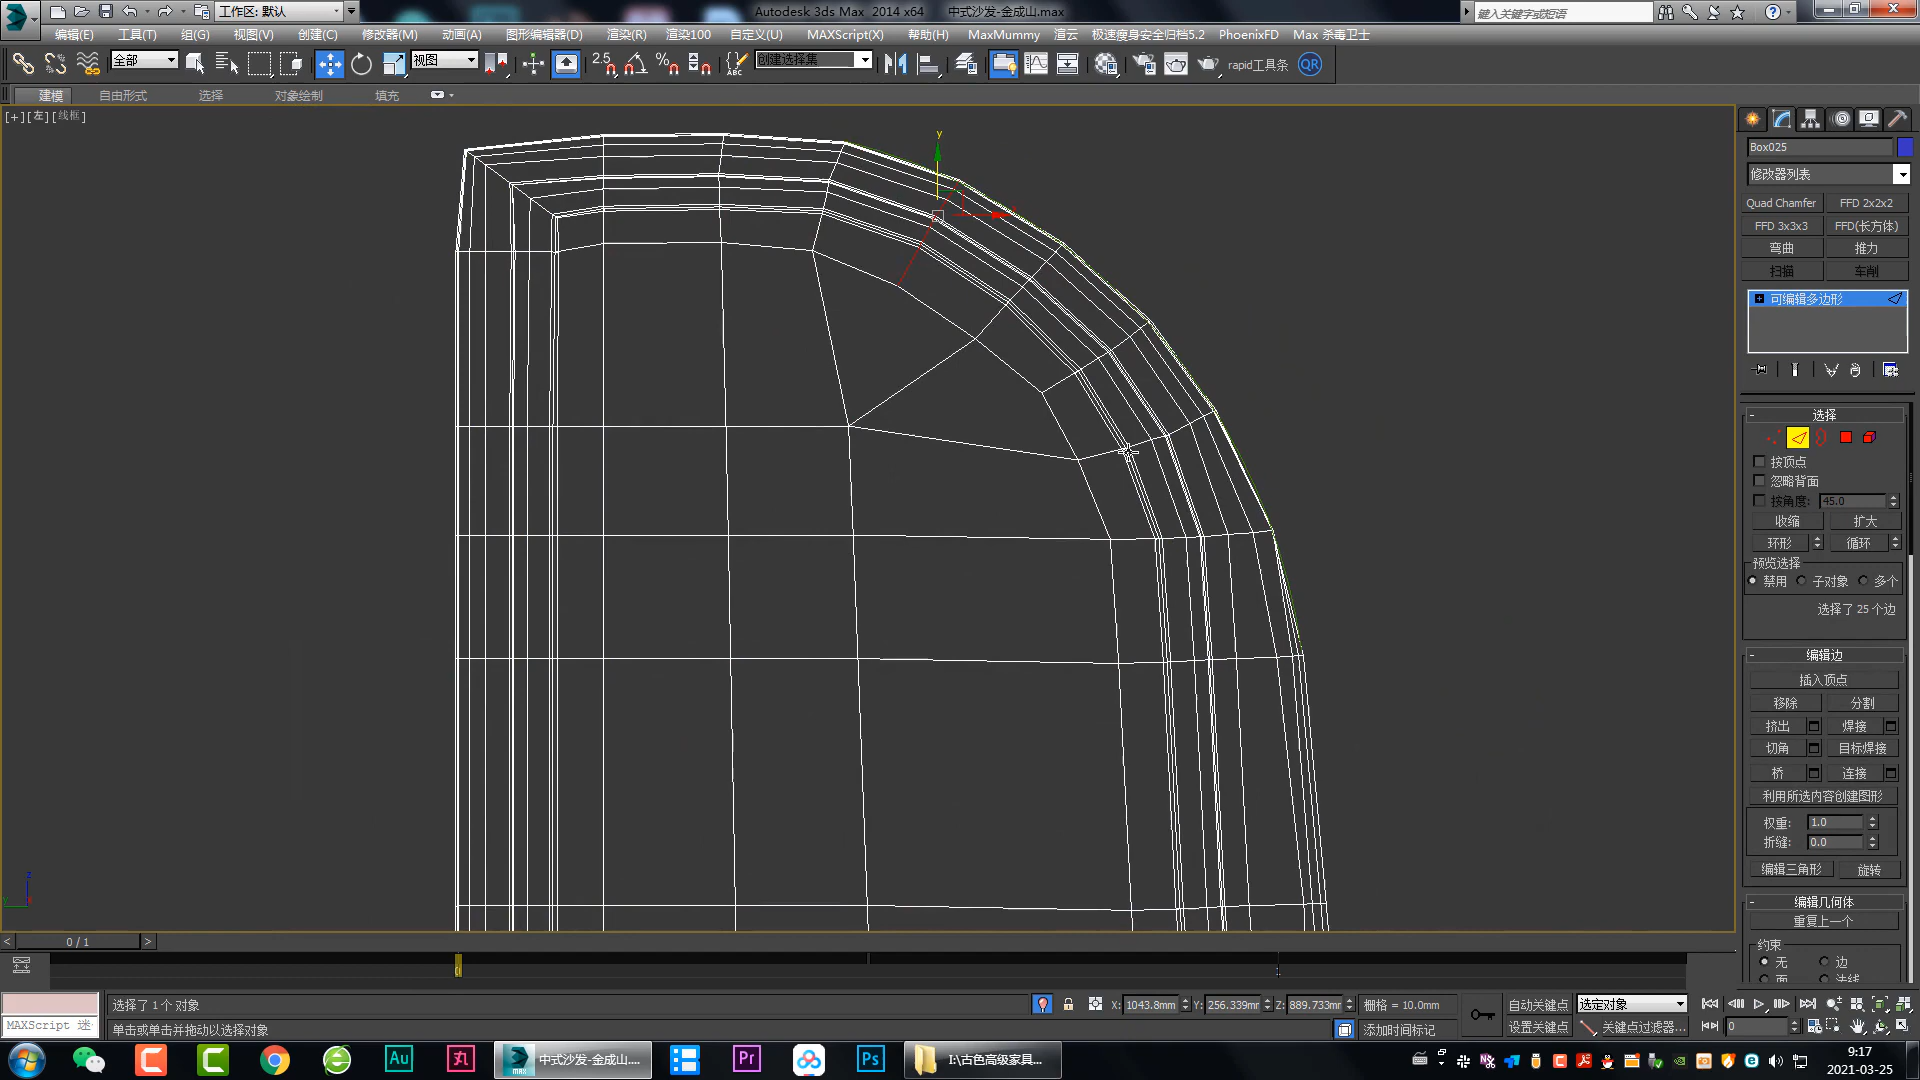 工作区: 默认
Autodesk 3ds Max  2014 x64
中式沙发-金成山.max
键入关键字或短语
编辑(E)
工具(T)
组(G)
视图(V)
创建(C)
修改器(M)
动画(A)
图形编辑器(D)
渲染(R)
渲染100
自定义(U)
MAXScript(X)
帮助(H)
MaxMummy
渲云
极速瘦身安全归档5.2
PhoenixFD
Max 杀毒卫士
全部
视图
2.5
创建选择集
rapid工具条
QR
建模
自由形式
选择
对象绘制
填充
[+][左][线框]
y
Box025
修改器列表
Quad Chamfer
FFD 2x2x2
FFD 3x3x3
FFD(长方体)
弯曲
推力
扫描
车削
可编辑多边形
选择
按顶点
忽略背面
按角度: 45.0
收缩
扩大
环形
循环
预览选择
禁用
子对象
多个
选择了 25 个边
编辑边
插入顶点
移除
分割
挤出
焊接
切角
目标焊接
桥
连接
利用所选内容创建图形
权重: 1.0
折缝: 0.0
编辑三角形
旋转
编辑几何体
重复上一个
约束
无
边
面
法线
z
0 / 1
选择了 1 个 对象
X: 1043.8mm
Y: 256.339mm
Z: 889.733mm
栅格 = 10.0mm
自动关键点
选定对象
MAXScript 迷
单击或单击并拖动以选择对象
添加时间标记
设置关键点
关键点过滤器...
0
Au
丸
中式沙发-金成山....
Pr
Ps
I:\古色高级家具...
9:17
2021-03-25